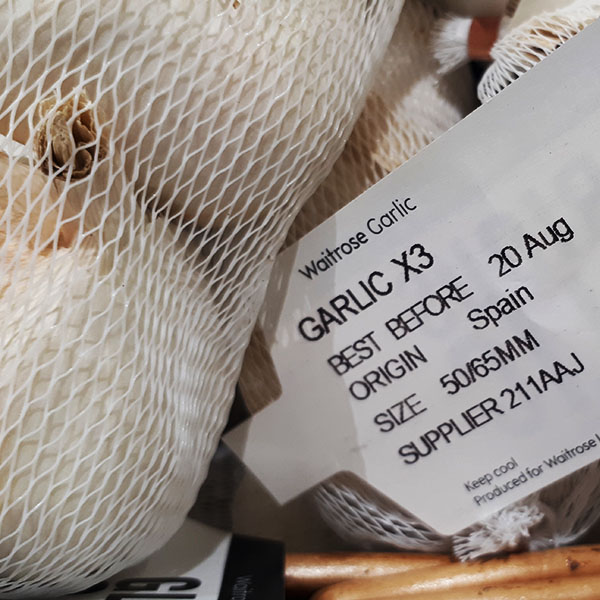 Waitrose Garlic
GARLIC X3
BEST BEFORE 20 Aug
ORIGIN Spain
SIZE 50/65MM
SUPPLIER 211AAJ
Keep cool
Produced for Waitrose